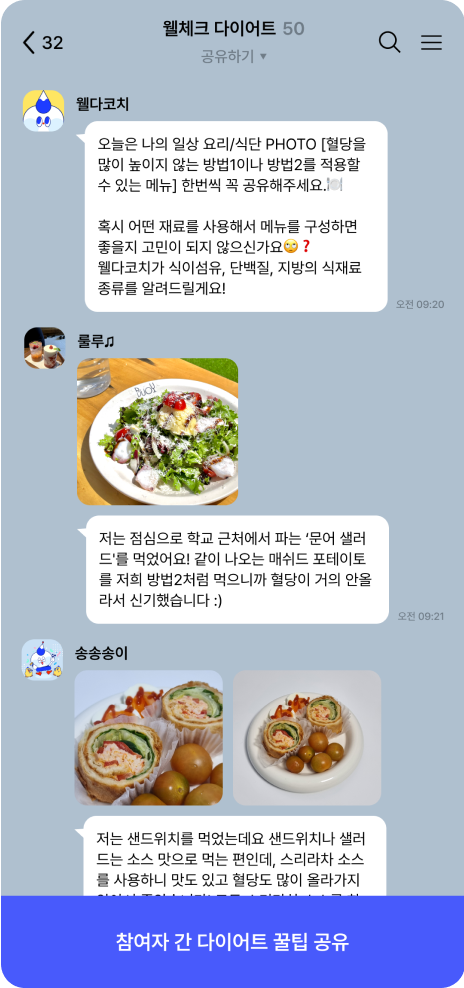 32
웰체크 다이어트 50
공유하기
웰다코치
오늘은 나의 일상 요리/식단 PHOTO [혈당을
많이 높이지 않는 방법1이나 방법2를 적용할
수 있는 메뉴] 한번씩 꼭 공유해주세요.🍽️
혹시 어떤 재료를 사용해서 메뉴를 구성하면
좋을지 고민이 되지 않으신가요🙄❓
웰다코치가 식이섬유, 단백질, 지방의 식재료
종류를 알려드릴게요!
오전 09:20
룰루♫
저는 점심으로 학교 근처에서 파는 '문어 샐러
드'를 먹었어요! 같이 나오는 매쉬드 포테이토
를 저희 방법2처럼 먹으니까 혈당이 거의 안올
라서 신기했습니다 :)
오전 09:21
송송송이
저는 샌드위치를 먹었는데요 샌드위치나 샐러
드는 소스 맛으로 먹는 편인데, 스리라차 소스
를 사용하니 맛도 있고 혈당도 많이 올라가지
참여자 간 다이어트 꿀팁 공유